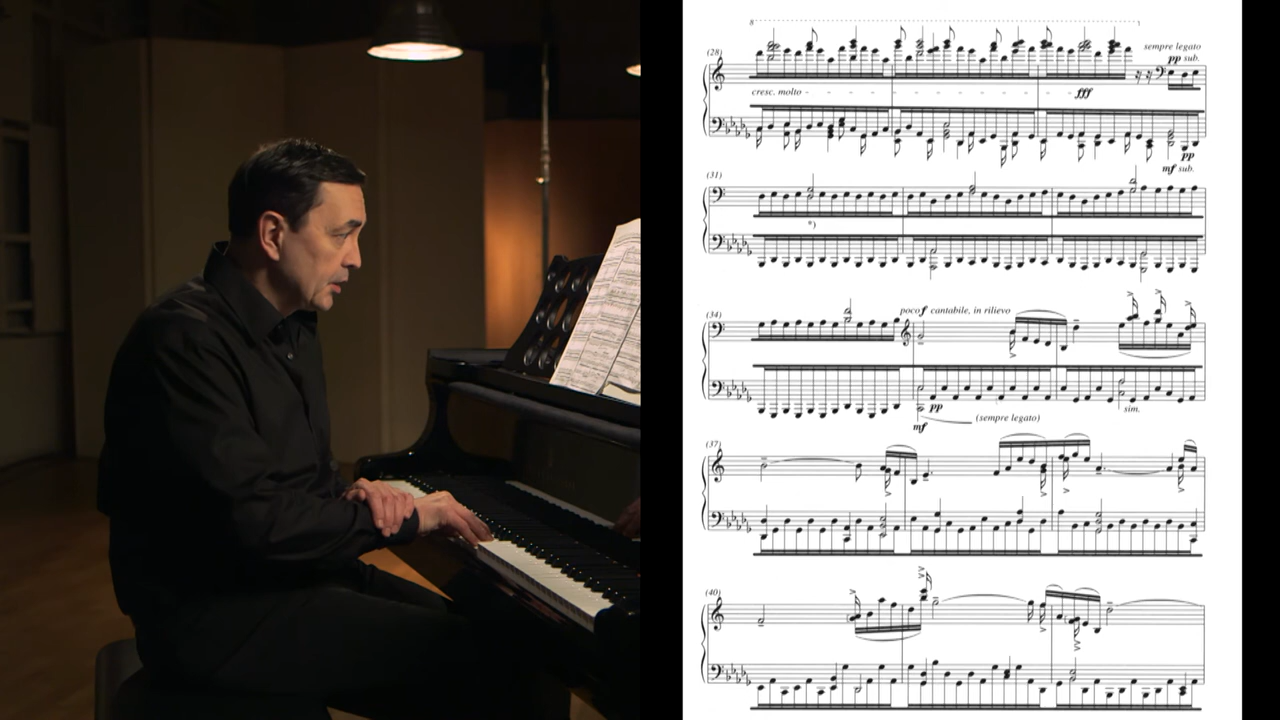 8
(28)
sempre legato
pp sub.
cresc. molto
fff
pp
mf sub.
(31)
*)
(34)
poco f cantabile, in rilievo
pp
(sempre legato)
sim.
mf
(37)
(40)